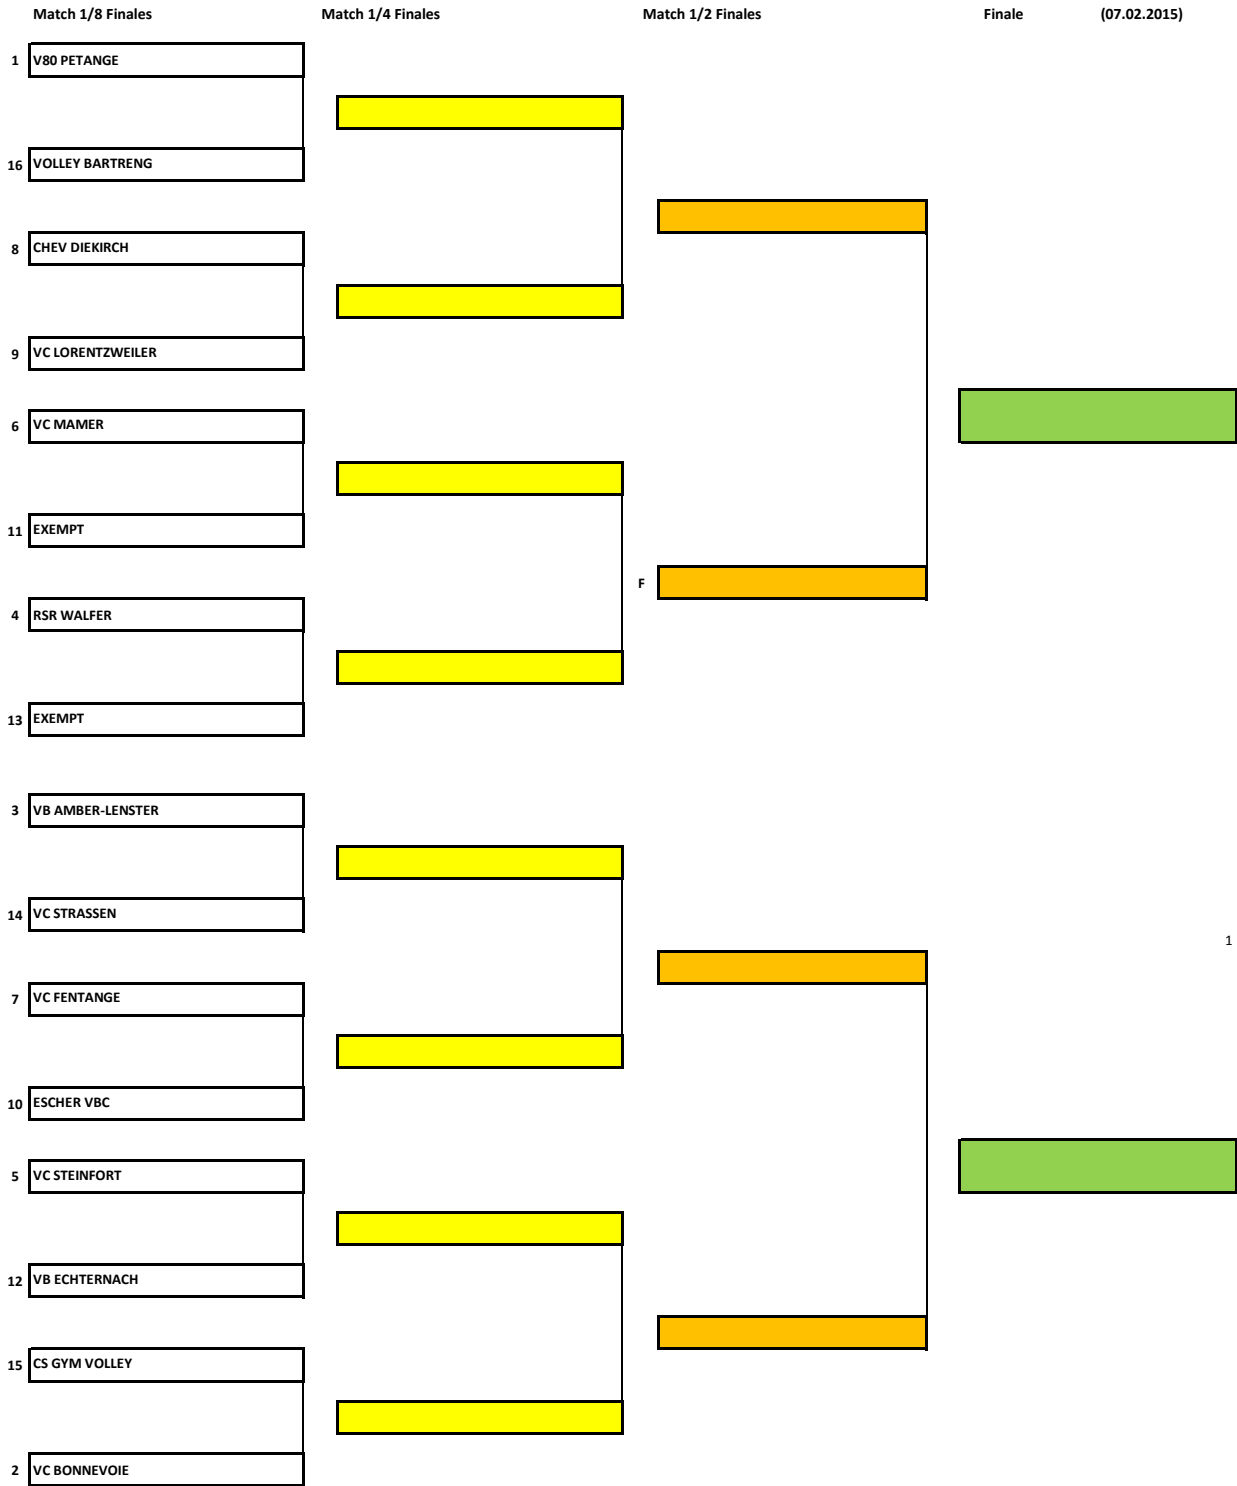 Match 1/8 Finales Match 1/4 Finales Match 1/2 Finales Finale (07.02.2015)
1 V80 PETANGE
16 VOLLEY BARTRENG
8 CHEV DIEKIRCH
9 VC LORENTZWEILER
6 VC MAMER
11 EXEMPT
F
4 RSR WALFER
13 EXEMPT
3 VB AMBER-LENSTER
14 VC STRASSEN
1
7 VC FENTANGE
10 ESCHER VBC
5 VC STEINFORT
12 VB ECHTERNACH
15 CS GYM VOLLEY
2 VC BONNEVOIE